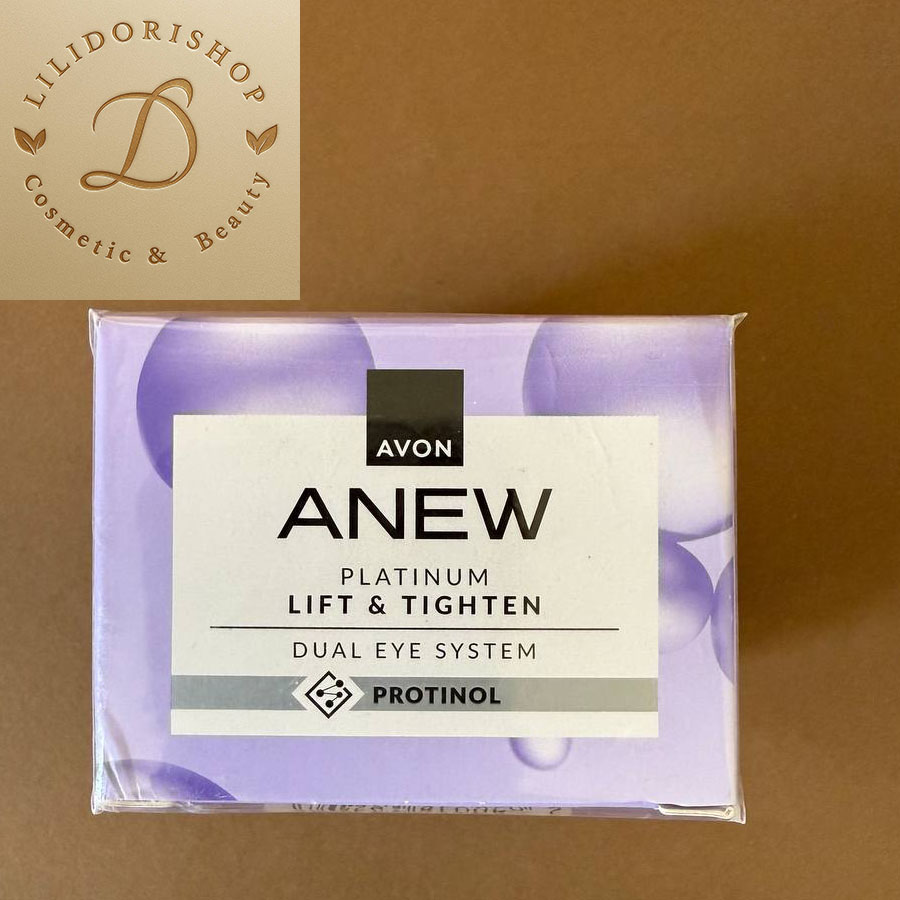 LILIDORISHOP
D
Cosmetic & Beauty
AVON
ANEW
PLATINUM
LIFT & TIGHTEN
DUAL EYE SYSTEM
PROTINOL